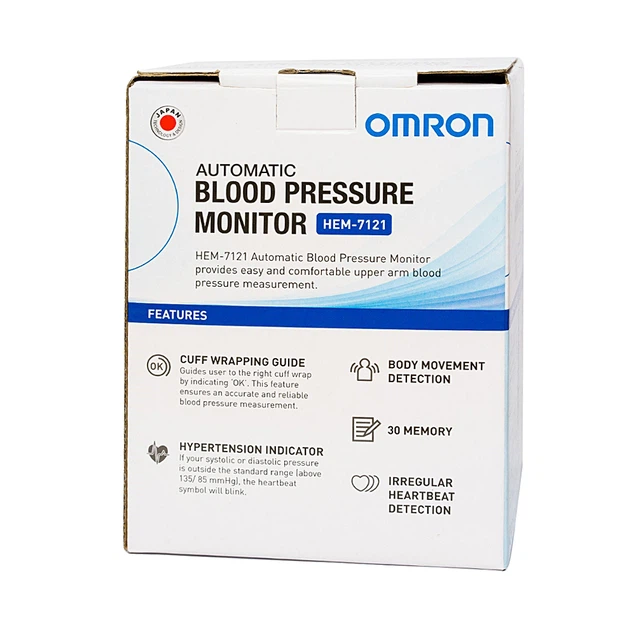 JAPAN
TECHNOLOGY & DESIGN
OMRON
AUTOMATIC
BLOOD PRESSURE
MONITOR HEM-7121
HEM-7121 Automatic Blood Pressure Monitor
provides easy and comfortable upper arm blood
pressure measurement.
FEATURES
OK
CUFF WRAPPING GUIDE
Guides user to the right cuff wrap
by indicating 'OK'. This feature
ensures an accurate and reliable
blood pressure measurement.
HYPERTENSION INDICATOR
If your systolic or diastolic pressure
is outside the standard range (above
135/ 85 mmHg), the heartbeat
symbol will blink.
BODY MOVEMENT
DETECTION
30 MEMORY
IRREGULAR
HEARTBEAT
DETECTION